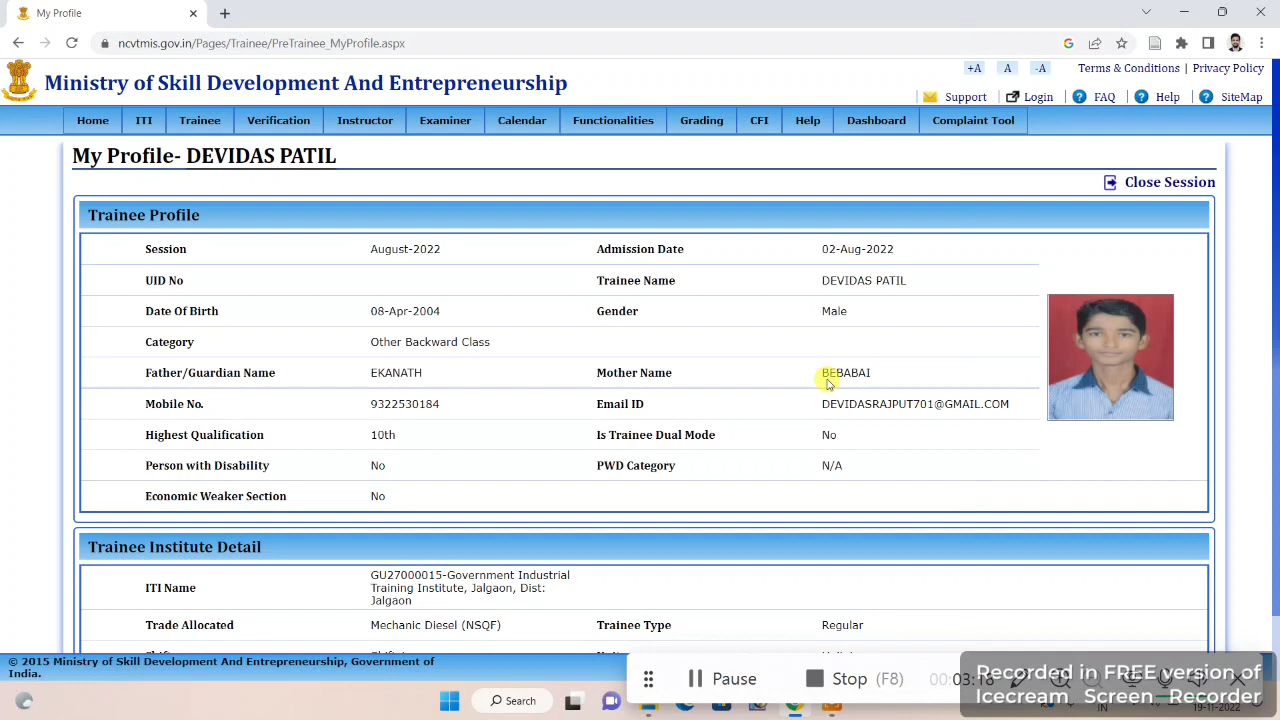 My Profile
ncvtmis.gov.in/Pages/Trainee/PreTrainee_MyProfile.aspx
+A A -A Terms & Conditions | Privacy Policy
Ministry of Skill Development And Entrepreneurship
Support Login FAQ Help SiteMap
Home ITI Trainee Verification Instructor Examiner Calendar Functionalities Grading CFI Help Dashboard Complaint Tool
My Profile- DEVIDAS PATIL
Close Session
Trainee Profile
Session August-2022 Admission Date 02-Aug-2022
UID No Trainee Name DEVIDAS PATIL
Date Of Birth 08-Apr-2004 Gender Male
Category Other Backward Class
Father/Guardian Name EKANATH Mother Name BEBABAI
Mobile No. 9322530184 Email ID DEVIDASRAJPUT701@GMAIL.COM
Highest Qualification 10th Is Trainee Dual Mode No
Person with Disability No PWD Category N/A
Economic Weaker Section No
Trainee Institute Detail
GU27000015-Government Industrial
ITI Name Training Institute, Jalgaon, Dist:
Jalgaon
Trade Allocated Mechanic Diesel (NSQF) Trainee Type Regular
© 2015 Ministry of Skill Development And Entrepreneurship, Government of
India.
Pause Stop (F8) 00:03:18
Recorded in FREE version of
Icecream Screen Recorder
Search
IN
19-11-2022